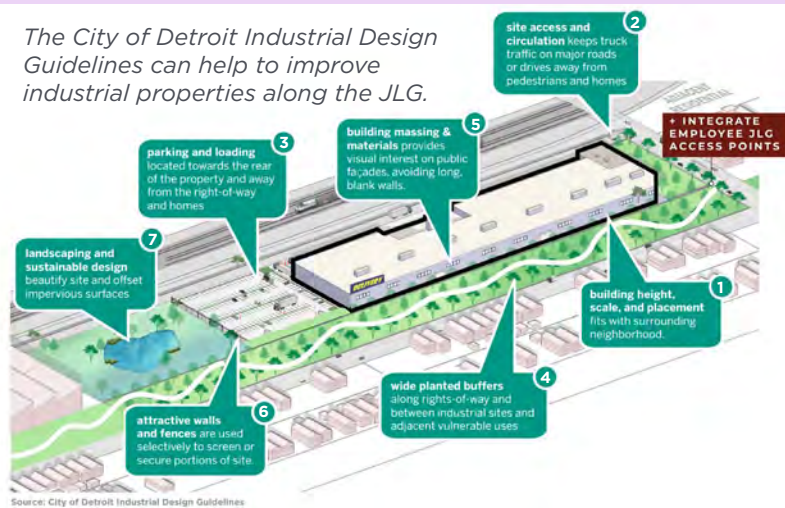 The City of Detroit Industrial Design
Guidelines can help to improve
industrial properties along the JLG.
2
site access and
circulation keeps truck
traffic on major roads
or drives away from
pedestrians and homes
ADJACENT
RESIDENTIAL
+ INTEGRATE
EMPLOYEE JLG
ACCESS POINTS
5
building massing &
materials provides
visual interest on public
façades, avoiding long,
blank walls.
3
parking and loading
located towards the rear
of the property and away
from the right-of-way
and homes
7
landscaping and
sustainable design
beautify site and offset
impervious surfaces
DELIVERY
1
building height,
scale, and placement
fits with surrounding
neighborhood.
4
wide planted buffers
along rights-of-way and
between industrial sites and
adjacent vulnerable uses
6
attractive walls
and fences are used
selectively to screen or
secure portions of site.
Source: City of Detroit Industrial Design Guidelines